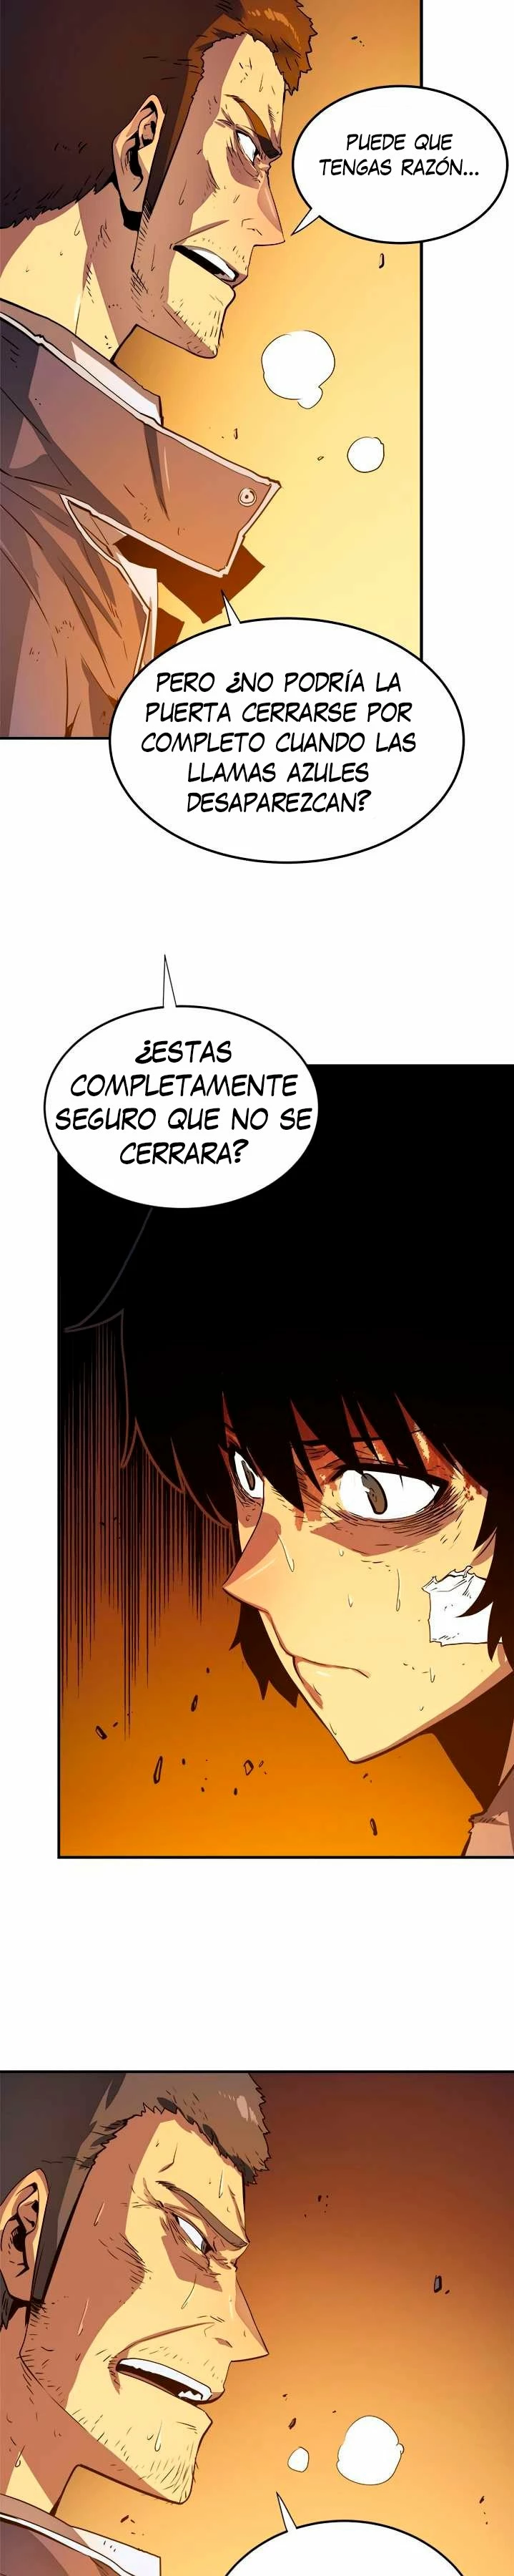 PUEDE QUE
TENGAS RAZÓN...
PERO ¿NO PODRÍA LA
PUERTA CERRARSE POR
COMPLETO CUANDO LAS
LLAMAS AZULES
DESAPAREZCAN?
¿ESTAS
COMPLETAMENTE
SEGURO QUE NO SE
CERRARA?